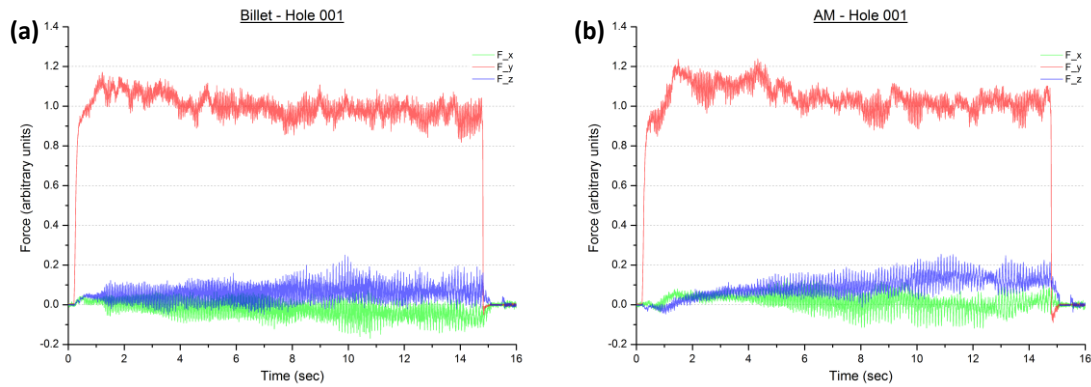 (a)
Billet - Hole 001
F_x
F_y
F_z
1.4
1.2
1.0
0.8
0.6
0.4
0.2
0.0
-0.2
Force (arbitrary units)
0 2 4 6 8 10 12 14 16
Time (sec)
(b)
AM - Hole 001
F_x
F_y
F_z
1.4
1.2
1.0
0.8
0.6
0.4
0.2
0.0
-0.2
Force (arbitrary units)
0 2 4 6 8 10 12 14 16
Time (sec)